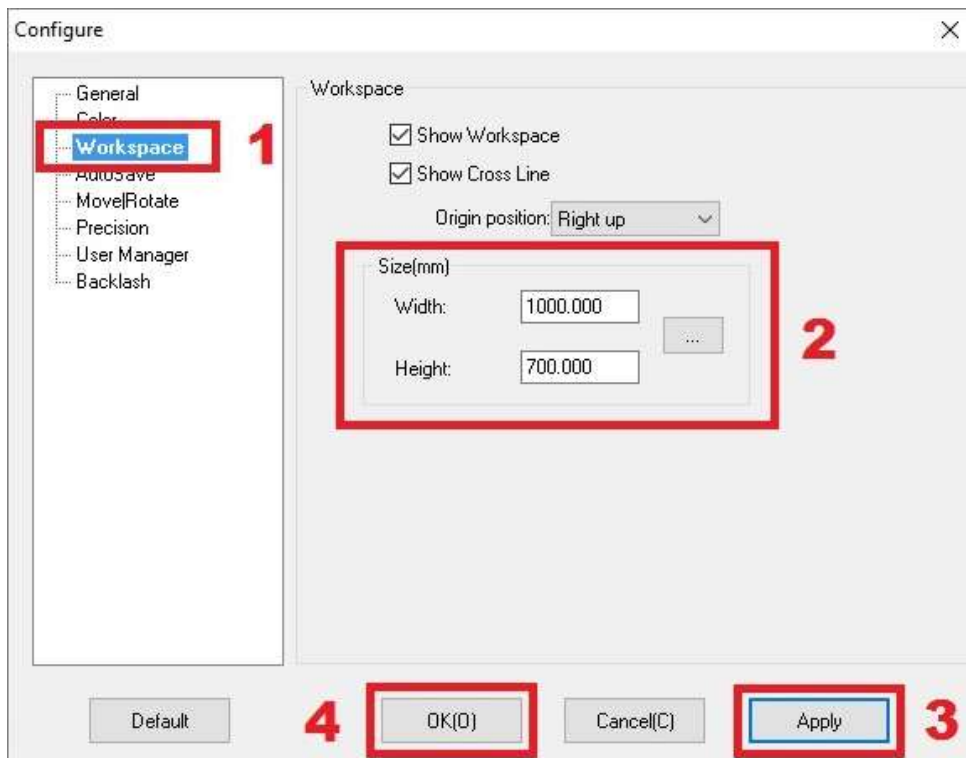 Configure
General
Color
Workspace
AutoSave
Move|Rotate
Precision
User Manager
Backlash
1
Workspace
Show Workspace
Show Cross Line
Origin position: Right up
Size(mm)
Width: 1000.000
...
Height: 700.000
2
Default
4
OK(O)
Cancel(C)
Apply
3